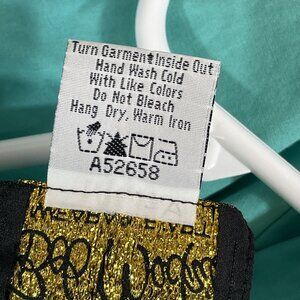 Turn Garment Inside Out
Hand Wash Cold
With Like Colors
Do Not Bleach
Hang Dry, Warm Iron
A52658